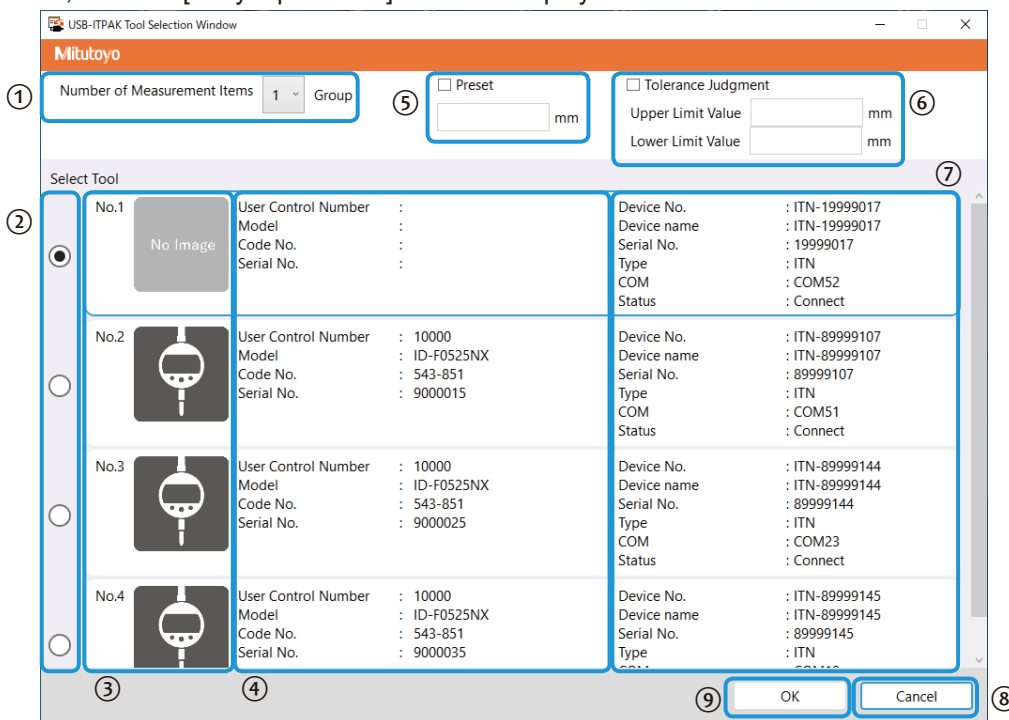 USB-ITPAK Tool Selection Window
Mitutoyo
① Number of Measurement Items 1 Group
⑤ Preset
mm
Tolerance Judgment ⑥
Upper Limit Value mm
Lower Limit Value mm
Select Tool ⑦
②
No.1 No Image
User Control Number :
Model :
Code No. :
Serial No. :
Device No. : ITN-19999017
Device name : ITN-19999017
Serial No. : 19999017
Type : ITN
COM : COM52
Status : Connect
No.2
User Control Number : 10000
Model : ID-F0525NX
Code No. : 543-851
Serial No. : 9000015
Device No. : ITN-89999107
Device name : ITN-89999107
Serial No. : 89999107
Type : ITN
COM : COM51
Status : Connect
No.3
User Control Number : 10000
Model : ID-F0525NX
Code No. : 543-851
Serial No. : 9000025
Device No. : ITN-89999144
Device name : ITN-89999144
Serial No. : 89999144
Type : ITN
COM : COM23
Status : Connect
No.4
User Control Number : 10000
Model : ID-F0525NX
Code No. : 543-851
Serial No. : 9000035
Device No. : ITN-89999145
Device name : ITN-89999145
Serial No. : 89999145
Type : ITN
③ ④
⑨ OK Cancel ⑧